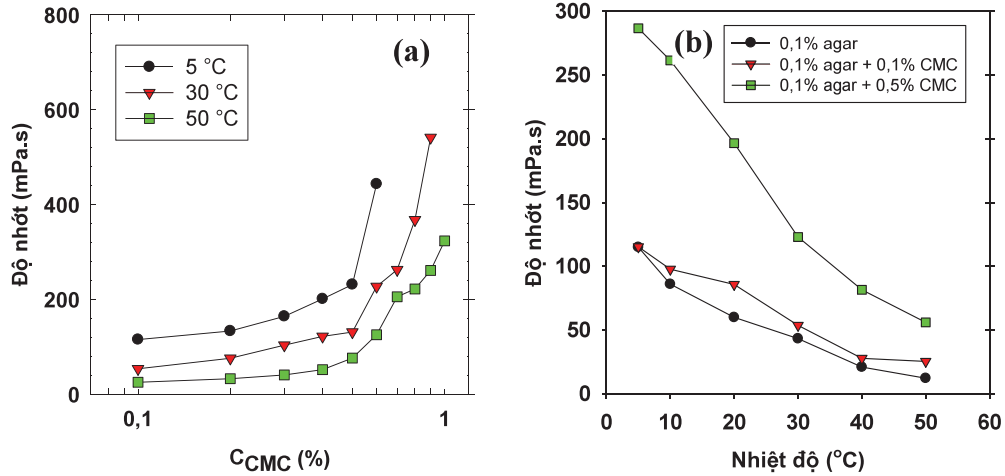 800
600
400
200
0
Độ nhớt (mPa.s)
(a)
5 °C
30 °C
50 °C
0,1
1
CCMC (%)
300
250
200
150
100
50
0
Độ nhớt (mPa.s)
(b)
0,1% agar
0,1% agar + 0,1% CMC
0,1% agar + 0,5% CMC
0
10
20
30
40
50
60
Nhiệt độ (°C)